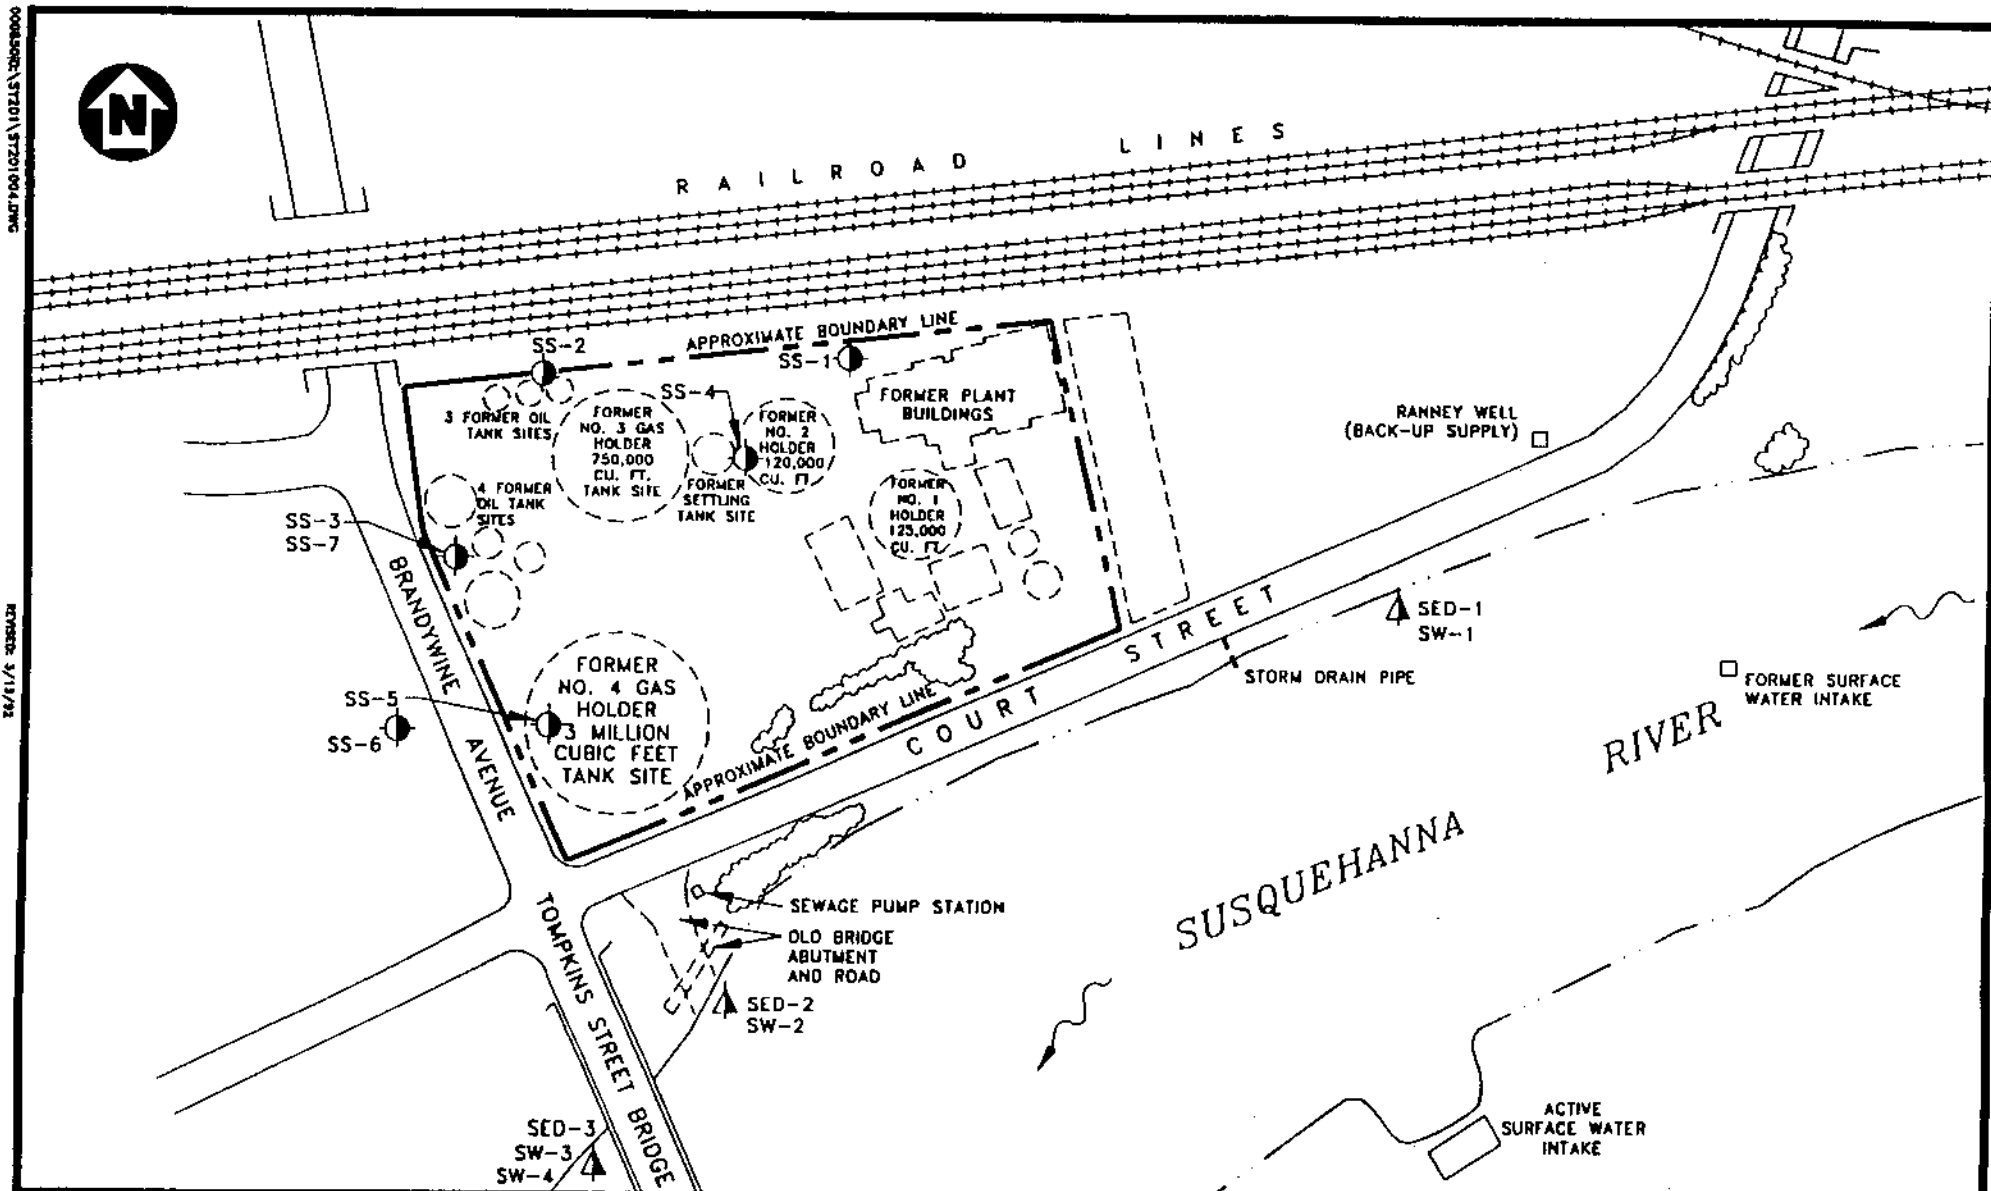 N
RAILROAD LINES
APPROXIMATE BOUNDARY LINE
SS-2
SS-1
SS-4
3 FORMER OIL
TANK SITES
FORMER
NO. 3 GAS
HOLDER
750,000
CU. FT.
TANK SITE
FORMER
NO. 2
HOLDER
120,000
CU. FT.
FORMER PLANT
BUILDINGS
RANNEY WELL
(BACK-UP SUPPLY)
4 FORMER
OIL TANK
SITES
FORMER
SETTLING
TANK SITE
FORMER
NO. 1
HOLDER
125,000
CU. FT.
SS-3
SS-7
BRANDYWINE AVENUE
SED-1
SW-1
COURT STREET
STORM DRAIN PIPE
FORMER SURFACE
WATER INTAKE
FORMER
NO. 4 GAS
HOLDER
3 MILLION
CUBIC FEET
TANK SITE
SS-5
SS-6
APPROXIMATE BOUNDARY LINE
SUSQUEHANNA RIVER
SEWAGE PUMP STATION
OLD BRIDGE
ABUTMENT
AND ROAD
TOMPKINS STREET BRIDGE
SED-2
SW-2
SED-3
SW-3
SW-4
ACTIVE
SURFACE WATER
INTAKE
REVISED: 3/13/92